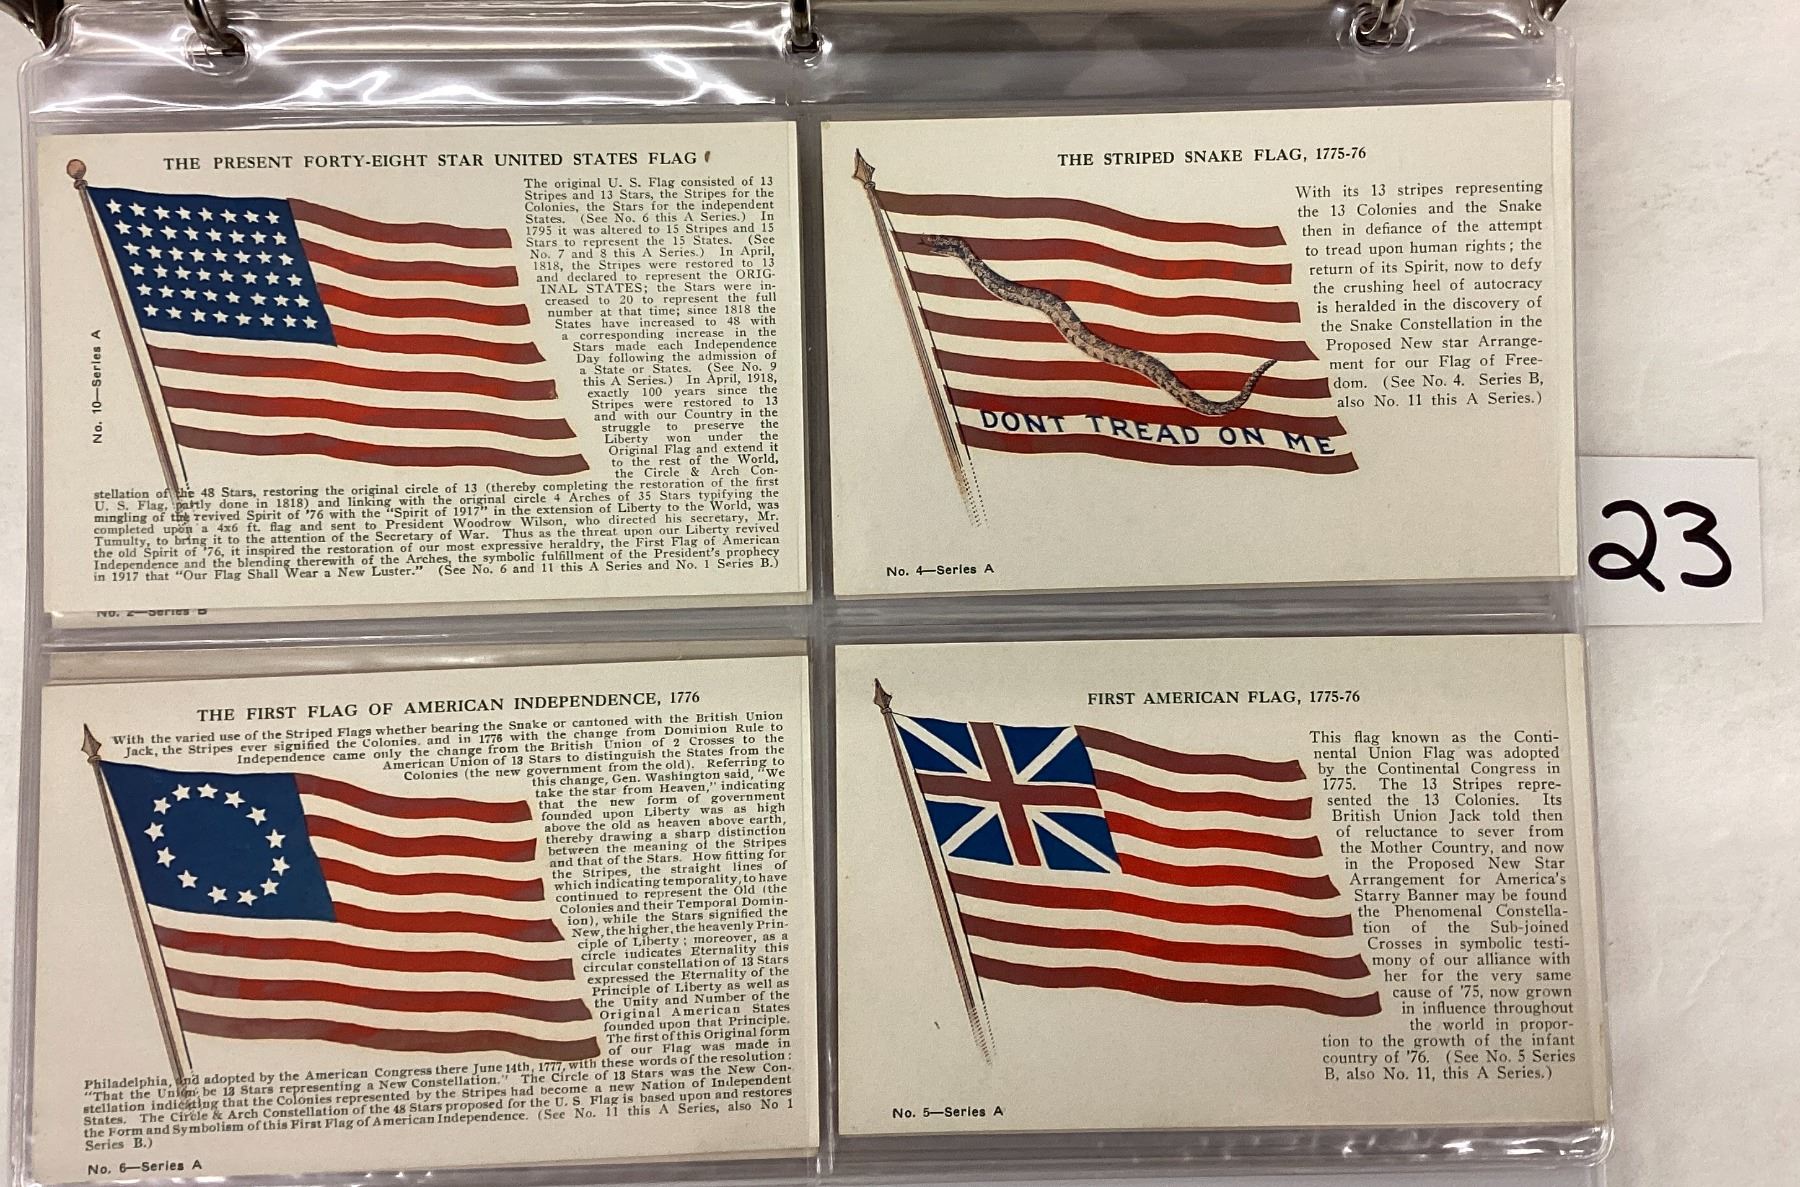 THE PRESENT FORTY-EIGHT STAR UNITED STATES FLAG
The original U. S. Flag consisted of 13
Stripes and 13 Stars, the Stripes for the
Colonies, the Stars for the independent
States. (See No. 6 this A Series.) In
1795 it was altered to 15 Stripes and 15
Stars to represent the 15 States. (See
No. 7 and 8 this A Series.) In April,
1818, the Stripes were restored to 13
and declared to represent the ORIG-
INAL STATES; the Stars were in-
creased to 20 to represent the full
number at that time; since 1818 the
States have increased to 48 with
a corresponding increase in the
Stars made each Independence
Day following the admission of
a State or States. (See No. 9
this A Series.) In April, 1918,
exactly 100 years since the
Stripes were restored to 13
and with our Country in the
struggle to preserve the
Liberty won under the
Original Flag and extend it
to the rest of the World,
the Circle & Arch Con-
stellation of the 48 Stars, restoring the original circle of 13 (thereby completing the restoration of the first
U. S. Flag, partly done in 1818) and linking with the original circle 4 Arches of 35 Stars typifying the
mingling of the revived Spirit of '76 with the "Spirit of 1917" in the extension of Liberty to the World, was
completed upon a 4x6 ft. flag and sent to President Woodrow Wilson, who directed his secretary, Mr.
Tumulty, to bring it to the attention of the Secretary of War. Thus as the threat upon our Liberty revived
the old Spirit of '76, it inspired the restoration of our most expressive heraldry, the First Flag of American
Independence and the blending therewith of the Arches, the symbolic fulfillment of the President's prophecy
in 1917 that "Our Flag Shall Wear a New Luster." (See No. 6 and 11 this A Series and No. 1 Series B.)
No. 10—Series A
No. 2—Series B
THE STRIPED SNAKE FLAG, 1775-76
With its 13 stripes representing
the 13 Colonies and the Snake
then in defiance of the attempt
to tread upon human rights; the
return of its Spirit, now to defy
the crushing heel of autocracy
is heralded in the discovery of
the Snake Constellation in the
Proposed New star Arrange-
ment for our Flag of Free-
dom. (See No. 4. Series B,
also No. 11 this A Series.)
DONT TREAD ON ME
No. 4—Series A
23
THE FIRST FLAG OF AMERICAN INDEPENDENCE, 1776
With the varied use of the Striped Flags whether bearing the Snake or cantoned with the British Union
Jack, the Stripes ever signified the Colonies, and in 1776 with the change from Dominion Rule to
Independence came only the change from the British Union of 2 Crosses to the
American Union of 13 Stars to distinguish the States from the
Colonies (the new government from the old). Referring to
this change, Gen. Washington said, "We
take the star from Heaven," indicating
that the new form of government
founded upon Liberty was as high
above the old as heaven above earth,
thereby drawing a sharp distinction
between the meaning of the Stripes
and that of the Stars. How fitting for
the Stripes, the straight lines of
which indicating temporality, to have
continued to represent the Old (the
Colonies and their Temporal Domin-
ion), while the Stars signified the
New, the higher, the heavenly Prin-
ciple of Liberty; moreover, as a
circle indicates Eternality this
circular constellation of 13 Stars
expressed the Eternality of the
Principle of Liberty as well as
the Unity and Number of the
Original American States
founded upon that Principle.
The first of this Original form
of our Flag was made in
Philadelphia, and adopted by the American Congress there June 14th, 1777, with these words of the resolution:
"That the Union be 13 Stars representing a New Constellation." The Circle of 13 Stars was the New Con-
stellation indicating that the Colonies represented by the Stripes had become a new Nation of Independent
States. The Circle & Arch Constellation of the 48 Stars proposed for the U. S. Flag is based upon and restores
the Form and Symbolism of this First Flag of American Independence. (See No. 11 this A Series, also No 1
Series B.)
No. 6—Series A
FIRST AMERICAN FLAG, 1775-76
This flag known as the Conti-
nental Union Flag was adopted
by the Continental Congress in
1775. The 13 Stripes repre-
sented the 13 Colonies. Its
British Union Jack told then
of reluctance to sever from
the Mother Country, and now
in the Proposed New Star
Arrangement for America's
Starry Banner may be found
the Phenomenal Constella-
tion of the Sub-joined
Crosses in symbolic testi-
mony of our alliance with
her for the very same
cause of '75, now grown
in influence throughout
the world in propor-
tion to the growth of the infant
country of '76. (See No. 5 Series
B, also No. 11, this A Series.)
No. 5—Series A